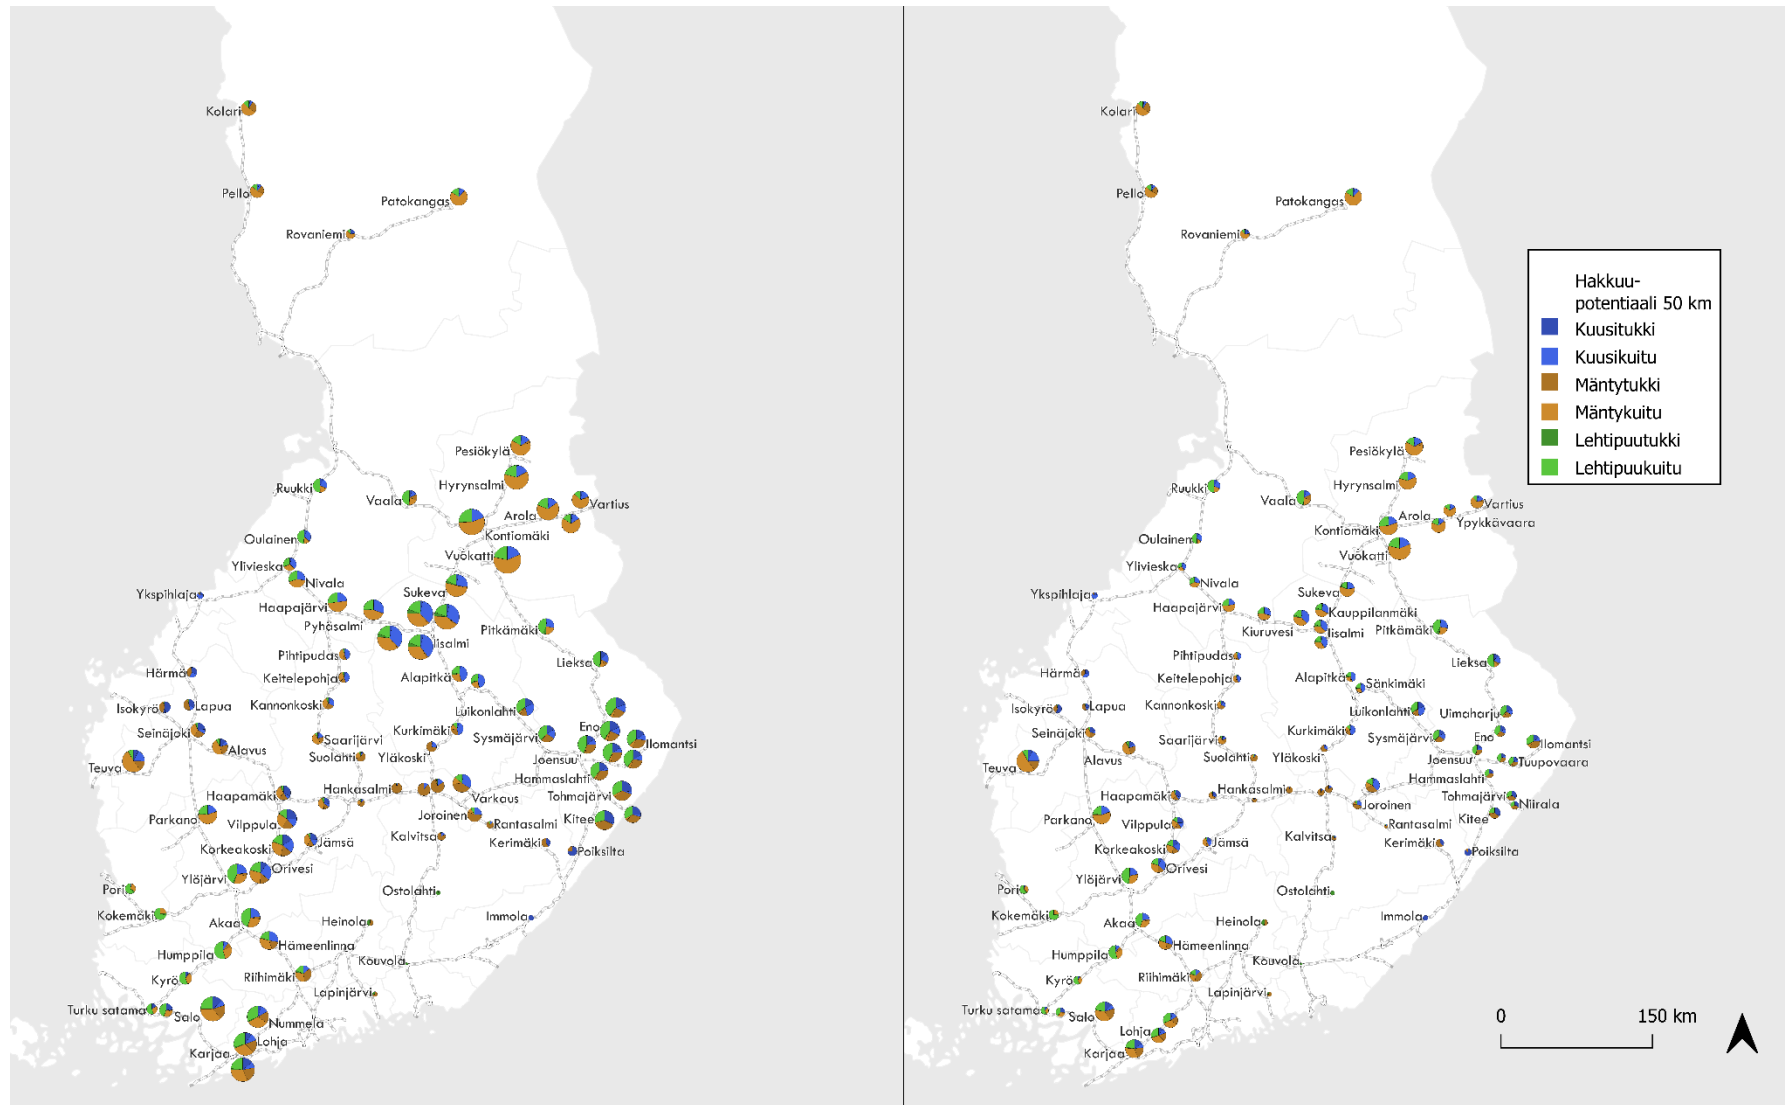 Kolari
Pello
Patokangas
Rovaniemi
Pesiökylä
Hyrynsalmi
Ruukki
Vaala
Arola
Vartius
Kontiomäki
Oulainen
Vuokatti
Ylivieska
Nivala
Sukeva
Ykspihlaja
Haapajärvi
Pyhäsalmi
Iisalmi
Pitkämäki
Pihtipudas
Lieksa
Härmä
Keitelepohja
Alapitkä
Isokyrö
Lapua
Kannonkoski
Luikonlahti
Seinäjoki
Kurkimäki
Eno
Saarijärvi
Sysmäjärvi
Ilomantsi
Alavus
Suolahti
Yläkoski
Joensuu
Teuva
Hammaslahti
Haapamäki
Hankasalmi
Varkaus
Tohmajärvi
Parkano
Vilppula
Joroinen
Rantasalmi
Kitee
Korkeakoski
Jämsä
Kalvitsa
Kerimäki
Poiksilta
Orivesi
Ylöjärvi
Pori
Ostolahti
Kokemäki
Akaa
Heinola
Immola
Hämeenlinna
Humppila
Kouvola
Kyrö
Riihimäki
Lapinjärvi
Turku satama
Salo
Nummela
Lohja
Karjaa
Kolari
Pello
Patokangas
Rovaniemi
Pesiökylä
Hyrynsalmi
Ruukki
Vaala
Arola
Vartius
Ypykkävaara
Kontiomäki
Oulainen
Vuokatti
Ylivieska
Nivala
Sukeva
Ykspihlaja
Haapajärvi
Kauppilanmäki
Kiuruvesi
Iisalmi
Pitkämäki
Pihtipudas
Lieksa
Härmä
Keitelepohja
Alapitkä
Sänkimäki
Isokyrö
Lapua
Kannonkoski
Luikonlahti
Uimaharju
Seinäjoki
Kurkimäki
Eno
Saarijärvi
Sysmäjärvi
Ilomantsi
Alavus
Suolahti
Yläkoski
Joensuu
Tuupovaara
Teuva
Hammaslahti
Haapamäki
Hankasalmi
Joroinen
Tohmajärvi
Niirala
Parkano
Vilppula
Rantasalmi
Kitee
Korkeakoski
Jämsä
Kalvitsa
Kerimäki
Poiksilta
Orivesi
Ylöjärvi
Pori
Ostolahti
Kokemäki
Akaa
Heinola
Immola
Hämeenlinna
Humppila
Kouvola
Kyrö
Riihimäki
Lapinjärvi
Turku satama
Salo
Lohja
Karjaa
Hakkuu-
potentiaali 50 km
Kuusitukki
Kuusikuitu
Mäntytukki
Mäntykuitu
Lehtipuutukki
Lehtipuukuitu
0 150 km